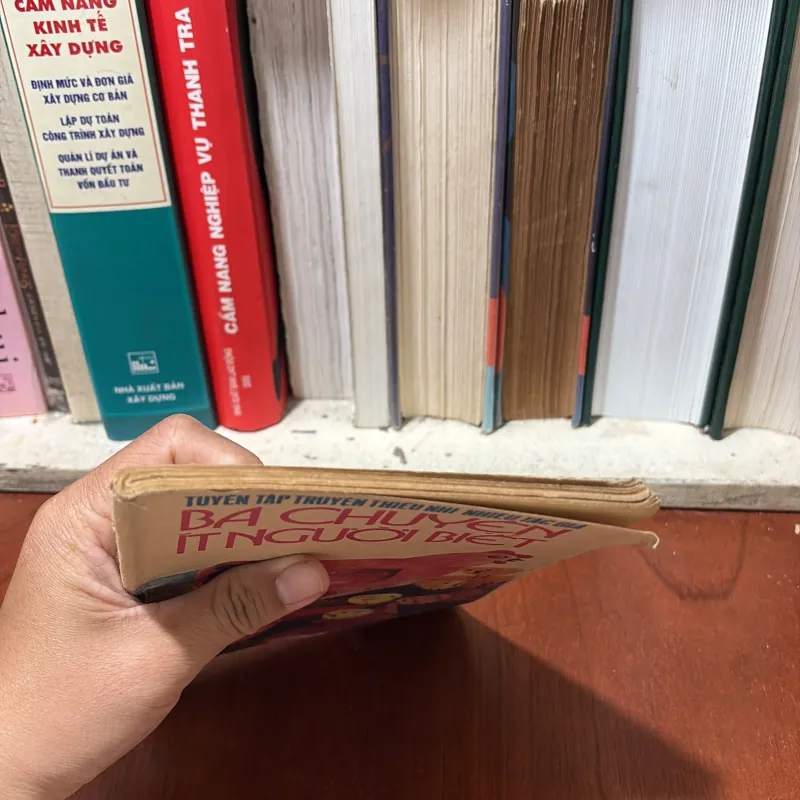 CẨM NANG
KINH TẾ
XÂY DỰNG
ĐỊNH MỨC VÀ ĐƠN GIÁ
XÂY DỰNG CƠ BẢN
LẬP DỰ TOÁN
CÔNG TRÌNH XÂY DỰNG
QUẢN LÍ DỰ ÁN VÀ
THANH QUYẾT TOÁN
VỐN ĐẦU TƯ
NHÀ XUẤT BẢN
XÂY DỰNG
CẨM NANG NGHIỆP VỤ THANH TRA
TUYỂN TẬP TRUYỆN THIẾU NHI NHIỀU TÁC GIẢ
BA CHUYỆN
ÍT NGƯỜI BIẾT